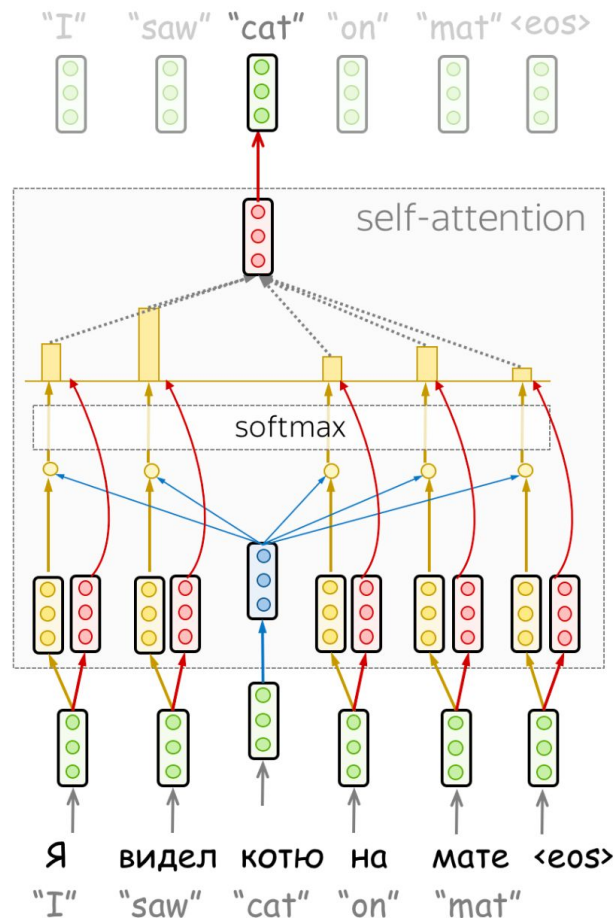 “I” “saw” “cat” “on” “mat” <eos>
self-attention
softmax
Я видел котю на мате <eos>
“I” “saw” “cat” “on” “mat”